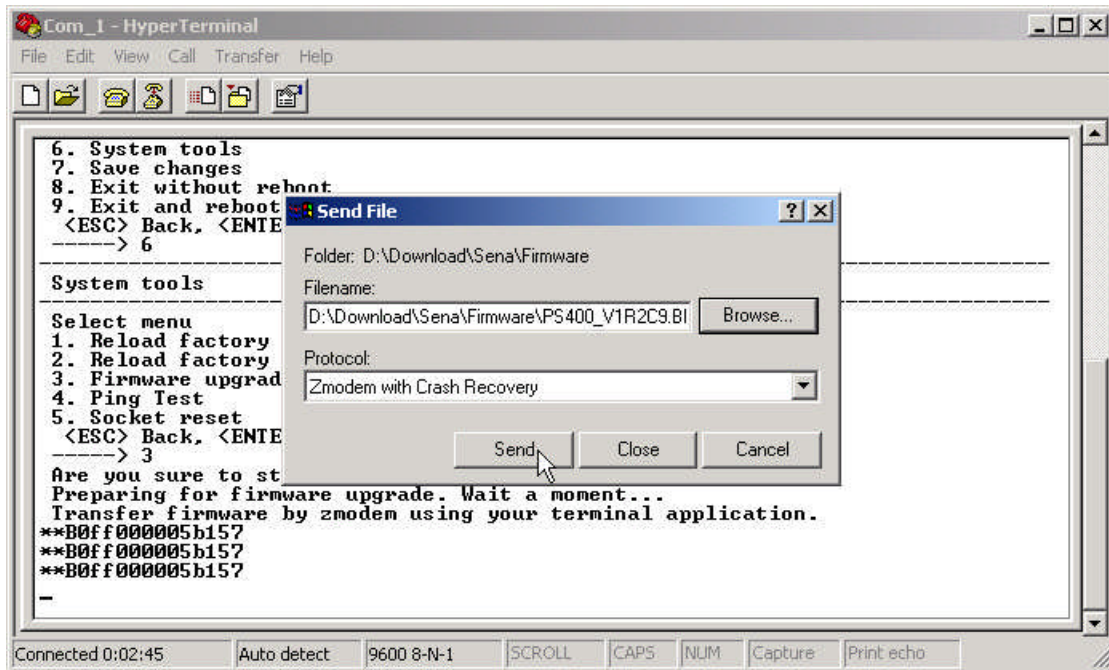 Com_1 - HyperTerminal
File Edit View Call Transfer Help
6. System tools
7. Save changes
8. Exit without reboot
9. Exit and reboot
<ESC> Back, <ENTE
-----> 6
System tools
Select menu
1. Reload factory
2. Reload factory
3. Firmware upgrad
4. Ping Test
5. Socket reset
<ESC> Back, <ENTE
-----> 3
Are you sure to st
Preparing for firmware upgrade. Wait a moment...
Transfer firmware by zmodem using your terminal application.
**B0ff000005b157
**B0ff000005b157
**B0ff000005b157
Send File
Folder: D:\Download\Sena\Firmware
Filename:
D:\Download\Sena\Firmware\PS400_V1R2C9.BI
Browse...
Protocol:
Zmodem with Crash Recovery
Send Close Cancel
Connected 0:02:45 Auto detect 9600 8-N-1 SCROLL CAPS NUM Capture Print echo